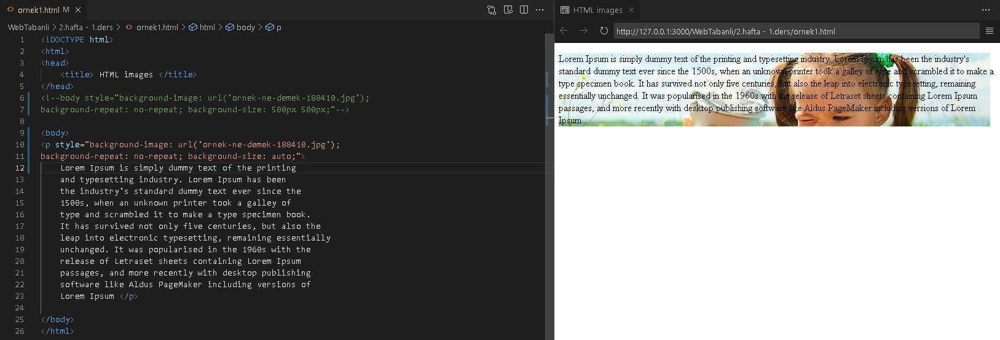 ornek1.html M
HTML images
WebTabanli > 2.hafta - 1.ders > ornek1.html > html > body > p
http://127.0.0.1:3000/WebTabanli/2.hafta - 1.ders/ornek1.html
1 <!DOCTYPE html>
2 <html>
3 <head>
4 <title> HTML images </title>
5 </head>
6 <!--body style="background-image: url('ornek-ne-demek-188410.jpg');
7 background-repeat: no-repeat; background-size: 500px 500px;"-->
8
9 <body>
10 <p style="background-image: url('ornek-ne-demek-188410.jpg');
11 background-repeat: no-repeat; background-size: auto;">
12 Lorem Ipsum is simply dummy text of the printing
13 and typesetting industry. Lorem Ipsum has been
14 the industry's standard dummy text ever since the
15 1500s, when an unknown printer took a galley of
16 type and scrambled it to make a type specimen book.
17 It has survived not only five centuries, but also the
18 leap into electronic typesetting, remaining essentially
19 unchanged. It was popularised in the 1960s with the
20 release of Letraset sheets containing Lorem Ipsum
21 passages, and more recently with desktop publishing
22 software like Aldus PageMaker including versions of
23 Lorem Ipsum </p>
24
25 </body>
26 </html>
Lorem Ipsum is simply dummy text of the printing and typesetting industry. Lorem Ipsum has been the industry's
standard dummy text ever since the 1500s, when an unknown printer took a galley of type and scrambled it to make a
type specimen book. It has survived not only five centuries, but also the leap into electronic typesetting, remaining
essentially unchanged. It was popularised in the 1960s with the release of Letraset sheets containing Lorem Ipsum
passages, and more recently with desktop publishing software like Aldus PageMaker including versions of Lorem
Ipsum